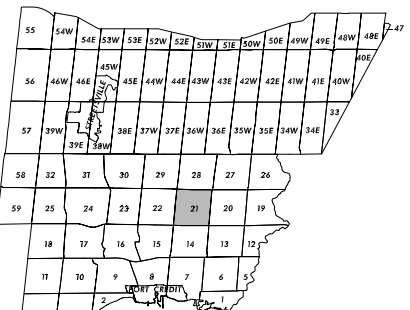 55 54W 54E 53W 53E 52W 52E 51W 51E 50W 50E 49W 49E 48W 48E 47
40E
45W
56 46W 46E 45E 44W 44E 43W 43E 42W 42E 41W 41E 40W
STREETSVILLE
33
57 39W 38E 37W 37E 36W 36E 35W 35E 34W 34E
39E 38W
58 32 31 30 29 28 27 26
59 25 24 23 22 21 20 19
18 17 16 15 14 13 12
11 10 9 8 7 6 5
PORT CREDIT
2 1